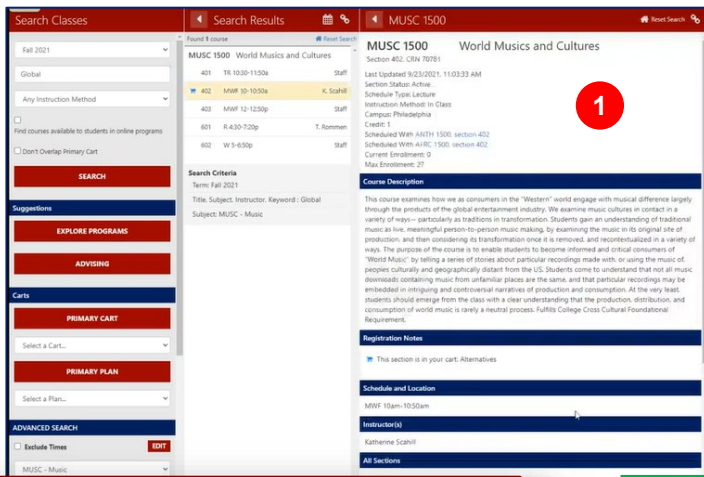 Search Classes
Fall 2021
Global
Any Instruction Method
Find courses available to students in online programs
Don't Overlap Primary Cart
SEARCH
Suggestions
EXPLORE PROGRAMS
ADVISING
Carts
PRIMARY CART
Select a Cart...
PRIMARY PLAN
Select a Plan...
ADVANCED SEARCH
Exclude Times EDIT
MUSC - Music
Search Results
Found 1 course Reset Search
MUSC 1500 World Musics and Cultures
401 TR 10:30-11:50a Staff
402 MWF 10-10:50a K. Scahill
403 MWF 12-12:50p Staff
601 R 4:30-7:20p T. Rommen
602 W 5-6:50p Staff
Search Criteria
Term: Fall 2021
Title, Subject, Instructor, Keyword : Global
Subject: MUSC - Music
MUSC 1500 Reset Search
MUSC 1500 World Musics and Cultures
Section 402, CRN 70781
Last Updated 9/23/2021, 11:03:33 AM
Section Status: Active
Schedule Type: Lecture
Instruction Method: In Class
Campus: Philadelphia
Credit: 1
Scheduled With ANTH 1500, section 402
Scheduled With AFRC 1500, section 402
Current Enrollment: 0
Max Enrollment: 27
1
Course Description
This course examines how we as consumers in the "Western" world engage with musical difference largely
through the products of the global entertainment industry. We examine music cultures in contact in a
variety of ways-- particularly as traditions in transformation. Students gain an understanding of traditional
music as live, meaningful person-to-person music making, by examining the music in its original site of
production, and then considering its transformation once it is removed, and recontextualized in a variety of
ways. The purpose of the course is to enable students to become informed and critical consumers of
"World Music" by telling a series of stories about particular recordings made with, or using the music of,
peoples culturally and geographically distant from the US. Students come to understand that not all music
downloads containing music from unfamiliar places are the same, and that particular recordings may be
embedded in intriguing and controversial narratives of production and consumption. At the very least,
students should emerge from the class with a clear understanding that the production, distribution, and
consumption of world music is rarely a neutral process. Fulfills College Cross Cultural Foundational
Requirement.
Registration Notes
This section is in your cart. Alternatives
Schedule and Location
MWF 10am-10:50am
Instructor(s)
Katherine Scahill
All Sections